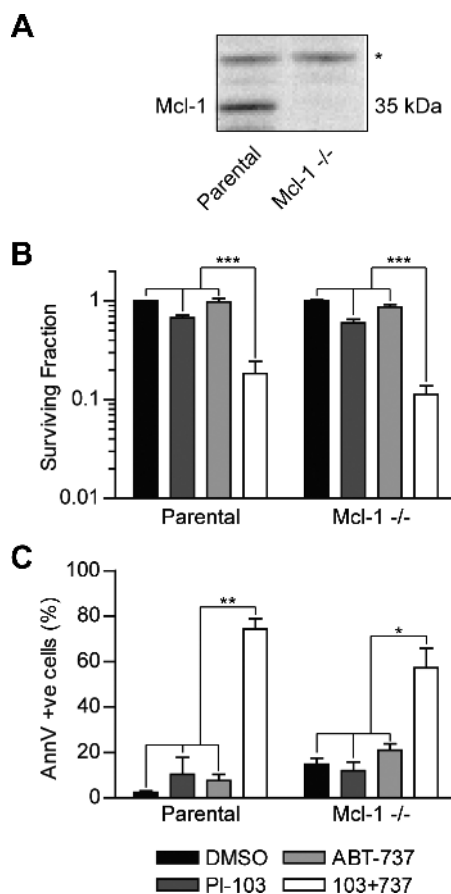 A
*
Mcl-1
35 kDa
Parental
Mcl-1 -/-
B
***
***
Surviving Fraction
1
0.1
0.01
Parental
Mcl-1 -/-
C
AnnV +ve cells (%)
80
60
40
20
0
**
*
Parental
Mcl-1 -/-
DMSO
ABT-737
PI-103
103+737